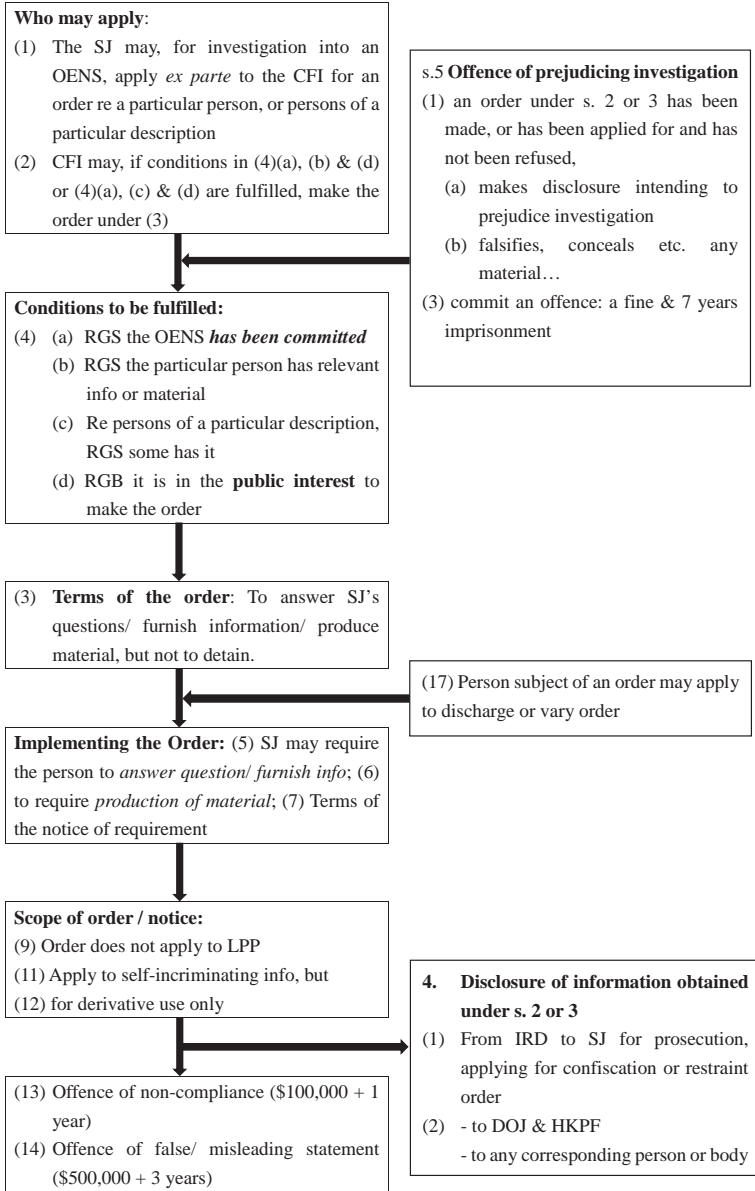 Who may apply:
(1) The SJ may, for investigation into an
OENS, apply ex parte to the CFI for an
order re a particular person, or persons of a
particular description
(2) CFI may, if conditions in (4)(a), (b) & (d)
or (4)(a), (c) & (d) are fulfilled, make the
order under (3)
s.5 Offence of prejudicing investigation
(1) an order under s. 2 or 3 has been
made, or has been applied for and has
not been refused,
(a) makes disclosure intending to
prejudice investigation
(b) falsifies, conceals etc. any
material…
(3) commit an offence: a fine & 7 years
imprisonment
Conditions to be fulfilled:
(4) (a) RGS the OENS has been committed
(b) RGS the particular person has relevant
info or material
(c) Re persons of a particular description,
RGS some has it
(d) RGB it is in the public interest to
make the order
(3) Terms of the order: To answer SJ's
questions/ furnish information/ produce
material, but not to detain.
(17) Person subject of an order may apply
to discharge or vary order
Implementing the Order: (5) SJ may require
the person to answer question/ furnish info; (6)
to require production of material; (7) Terms of
the notice of requirement
Scope of order / notice:
(9) Order does not apply to LPP
(11) Apply to self-incriminating info, but
(12) for derivative use only
4. Disclosure of information obtained
under s. 2 or 3
(1) From IRD to SJ for prosecution,
applying for confiscation or restraint
order
(2) - to DOJ & HKPF
- to any corresponding person or body
(13) Offence of non-compliance ($100,000 + 1
year)
(14) Offence of false/ misleading statement
($500,000 + 3 years)